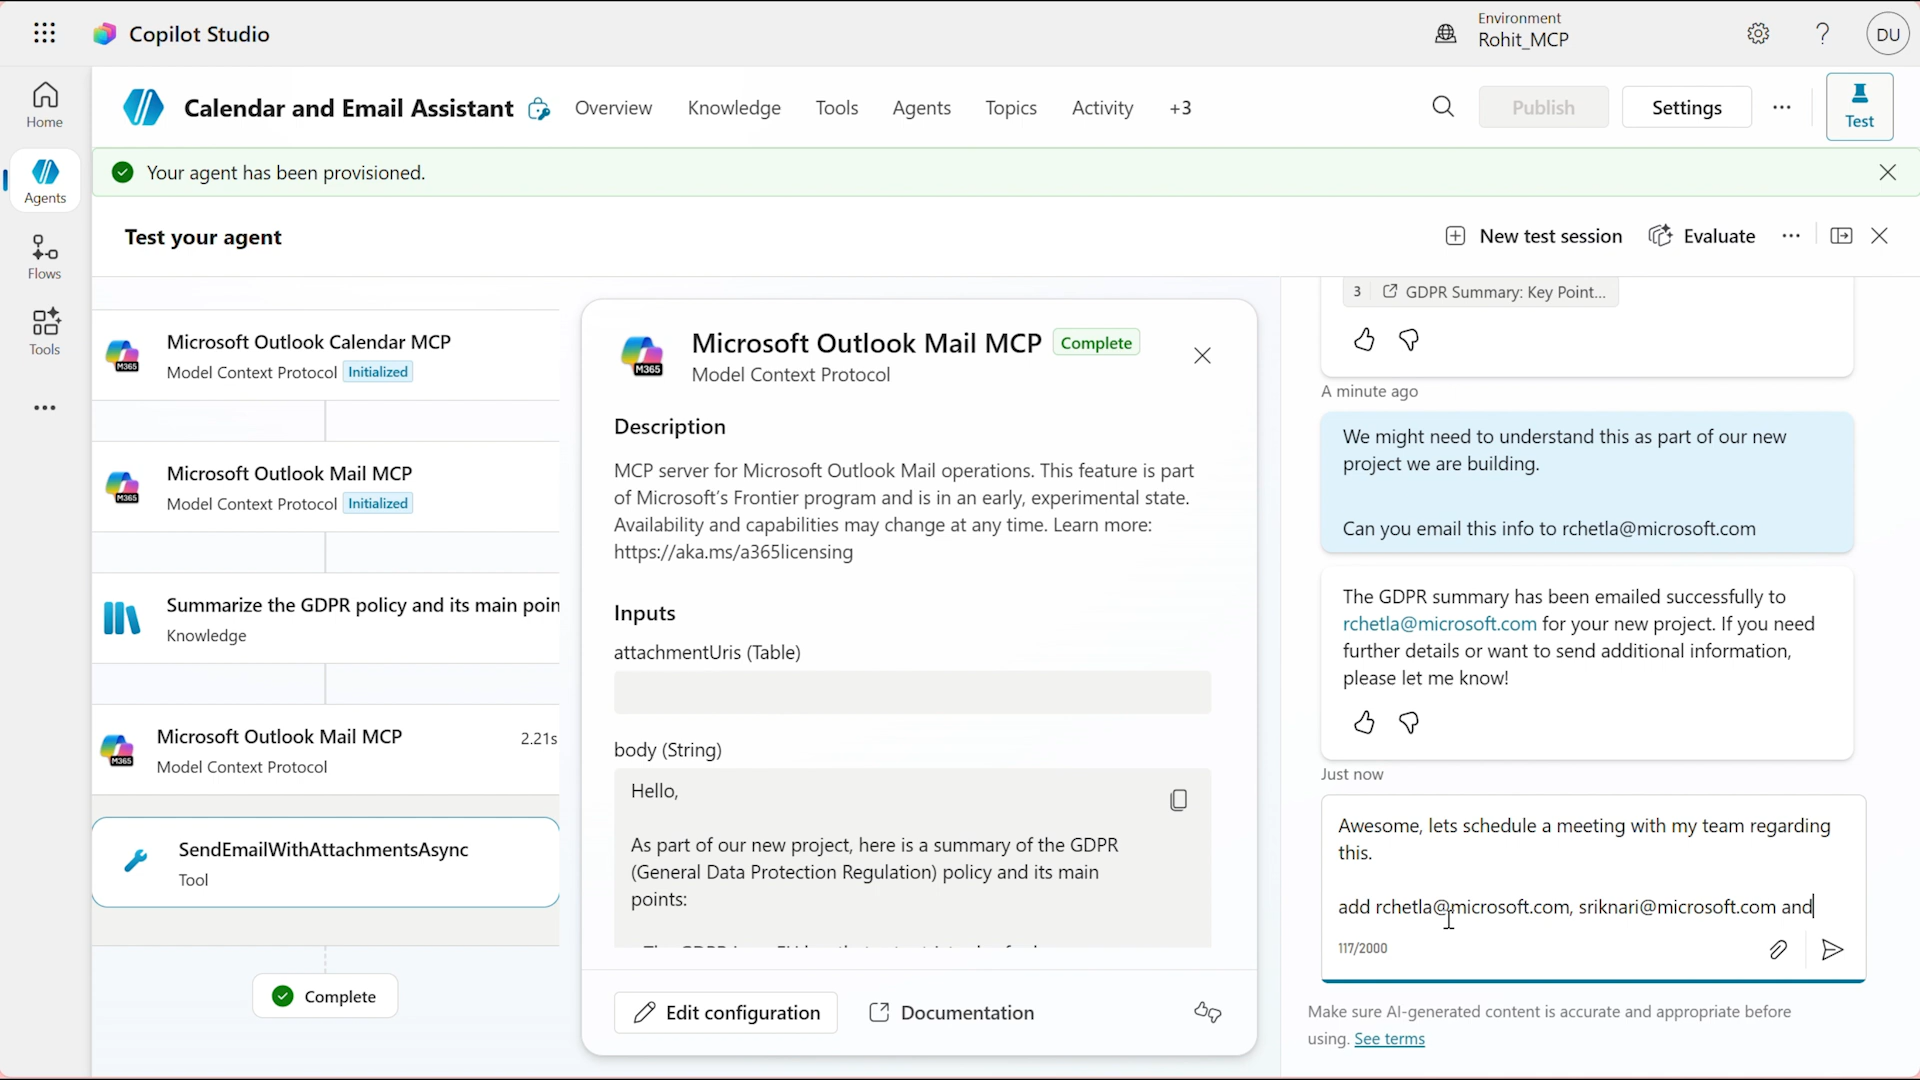 Copilot Studio
Environment
Rohit_MCP
DU
Home
Agents
Flows
Tools
Calendar and Email Assistant
Overview
Knowledge
Tools
Agents
Topics
Activity
+3
Publish
Settings
Test
Your agent has been provisioned.
Test your agent
New test session
Evaluate
Microsoft Outlook Calendar MCP
M365
Model Context Protocol Initialized
Microsoft Outlook Mail MCP
M365
Model Context Protocol Initialized
Summarize the GDPR policy and its main poin
Knowledge
Microsoft Outlook Mail MCP
2.21s
M365
Model Context Protocol
SendEmailWithAttachmentsAsync
Tool
Complete
Microsoft Outlook Mail MCP Complete
M365
Model Context Protocol
Description
MCP server for Microsoft Outlook Mail operations. This feature is part
of Microsoft's Frontier program and is in an early, experimental state.
Availability and capabilities may change at any time. Learn more:
https://aka.ms/a365licensing
Inputs
attachmentUris (Table)
body (String)
Hello,
As part of our new project, here is a summary of the GDPR
(General Data Protection Regulation) policy and its main
points:
Edit configuration
Documentation
3 GDPR Summary: Key Point...
A minute ago
We might need to understand this as part of our new
project we are building.
Can you email this info to rchetla@microsoft.com
The GDPR summary has been emailed successfully to
rchetla@microsoft.com for your new project. If you need
further details or want to send additional information,
please let me know!
Just now
Awesome, lets schedule a meeting with my team regarding
this.
add rchetla@microsoft.com, sriknari@microsoft.com and
117/2000
Make sure AI-generated content is accurate and appropriate before
using. See terms